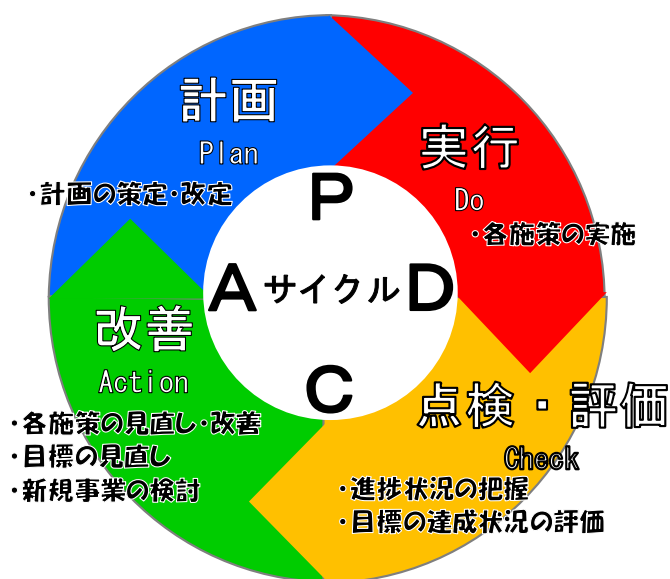 計画
Plan
・計画の策定・改定
実行
Do
・各施策の実施
P
A サイクル D
C
改善
Action
・各施策の見直し・改善
・目標の見直し
・新規事業の検討
点検・評価
Check
・進捗状況の把握
・目標の達成状況の評価